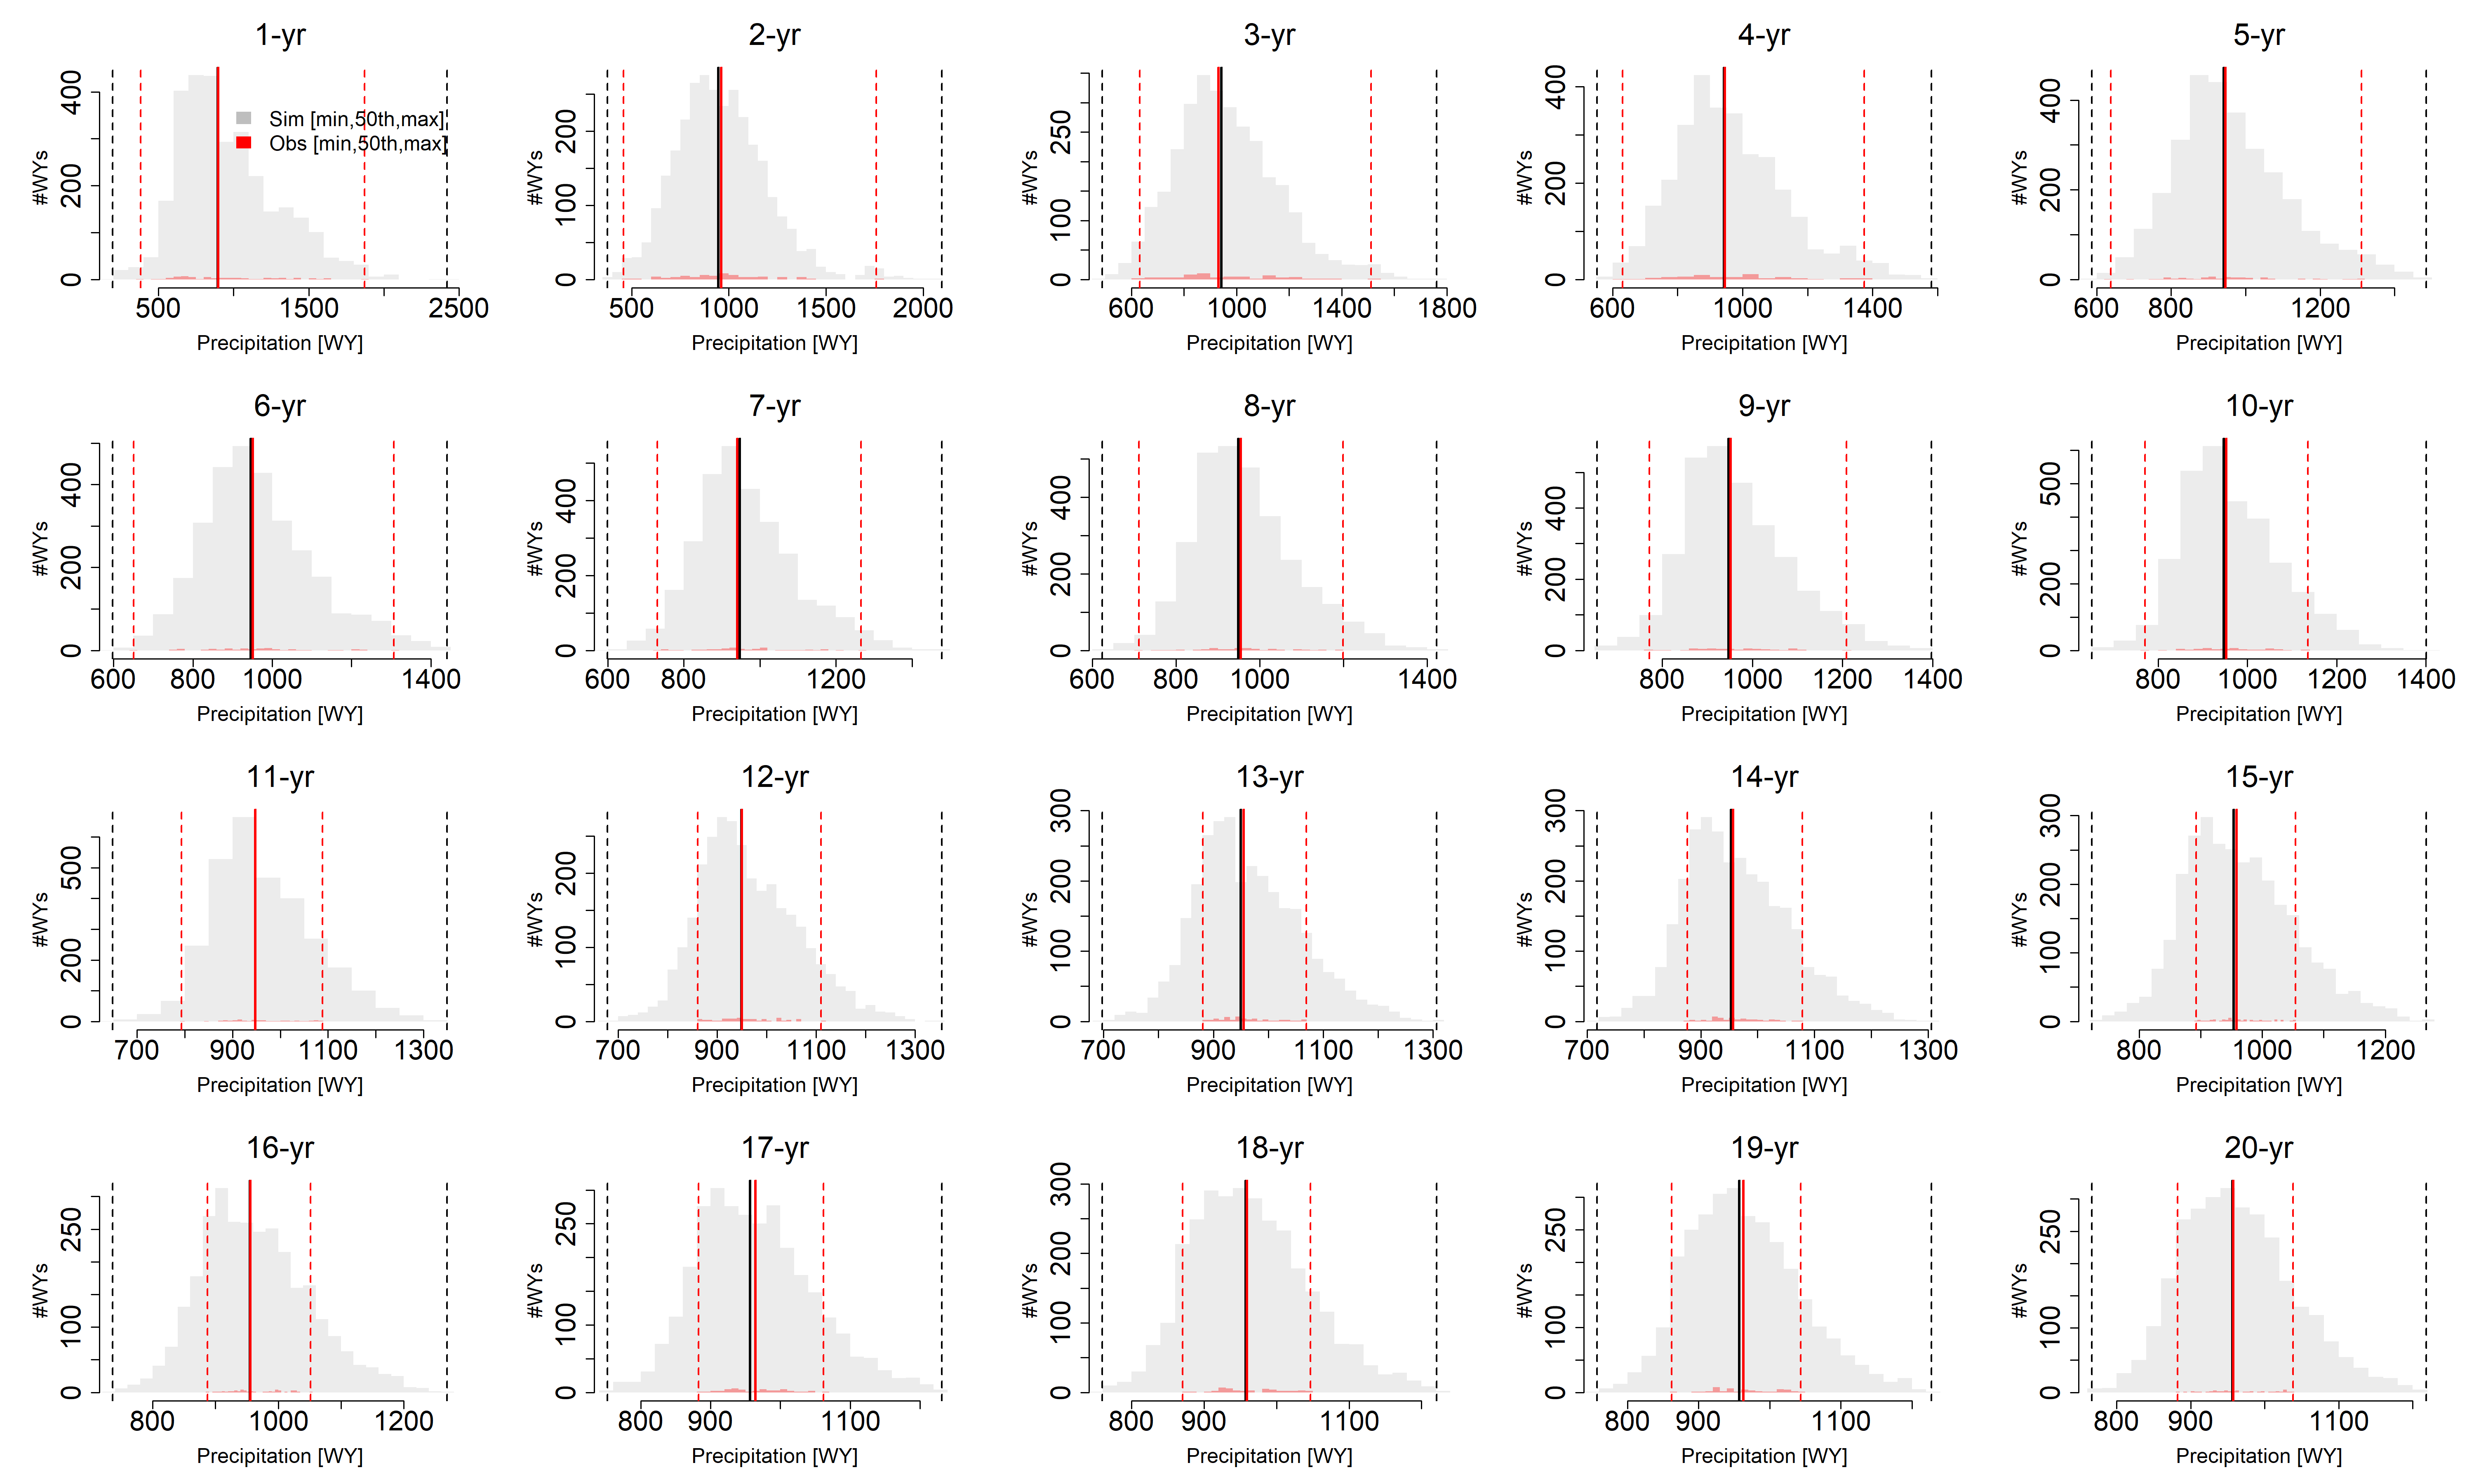 1-yr
#WYs
0
200
400
Sim [min,50th,max]
Obs [min,50th,max]
500
1500
2500
Precipitation [WY]
2-yr
#WYs
0
100
200
500
1000
1500
2000
Precipitation [WY]
3-yr
#WYs
0
100
250
600
1000
1400
1800
Precipitation [WY]
4-yr
#WYs
0
200
400
600
1000
1400
Precipitation [WY]
5-yr
#WYs
0
200
400
600
800
1200
Precipitation [WY]
6-yr
#WYs
0
200
400
600
800
1000
1400
Precipitation [WY]
7-yr
#WYs
0
200
400
600
800
1200
Precipitation [WY]
8-yr
#WYs
0
200
400
600
800
1000
1400
Precipitation [WY]
9-yr
#WYs
0
200
400
800
1000
1200
1400
Precipitation [WY]
10-yr
#WYs
0
200
500
800
1000
1200
1400
Precipitation [WY]
11-yr
#WYs
0
200
500
700
900
1100
1300
Precipitation [WY]
12-yr
#WYs
0
100
200
700
900
1100
1300
Precipitation [WY]
13-yr
#WYs
0
100
200
300
700
900
1100
1300
Precipitation [WY]
14-yr
#WYs
0
100
200
300
700
900
1100
1300
Precipitation [WY]
15-yr
#WYs
0
100
200
300
800
1000
1200
Precipitation [WY]
16-yr
#WYs
0
100
250
800
1000
1200
Precipitation [WY]
17-yr
#WYs
0
100
250
800
900
1100
Precipitation [WY]
18-yr
#WYs
0
100
200
300
800
900
1100
Precipitation [WY]
19-yr
#WYs
0
100
250
800
900
1100
Precipitation [WY]
20-yr
#WYs
0
100
250
800
900
1100
Precipitation [WY]